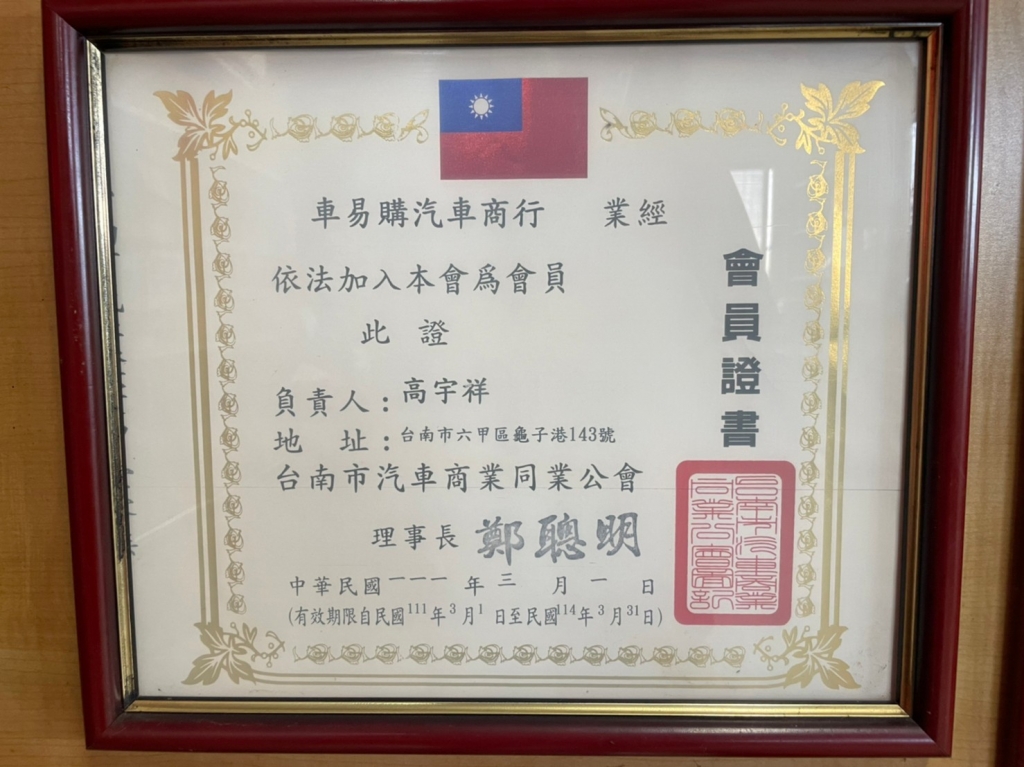 會員證書
車易購汽車商行 業經
依法加入本會爲會員
此 證
負責人:高宇祥
地 址:台南市六甲區龜子港143號
台南市汽車商業同業公會
理事長 鄭聰明
中華民國一一一年三月一日
(有效期限自民國111年3月1日至民國114年3月31日)